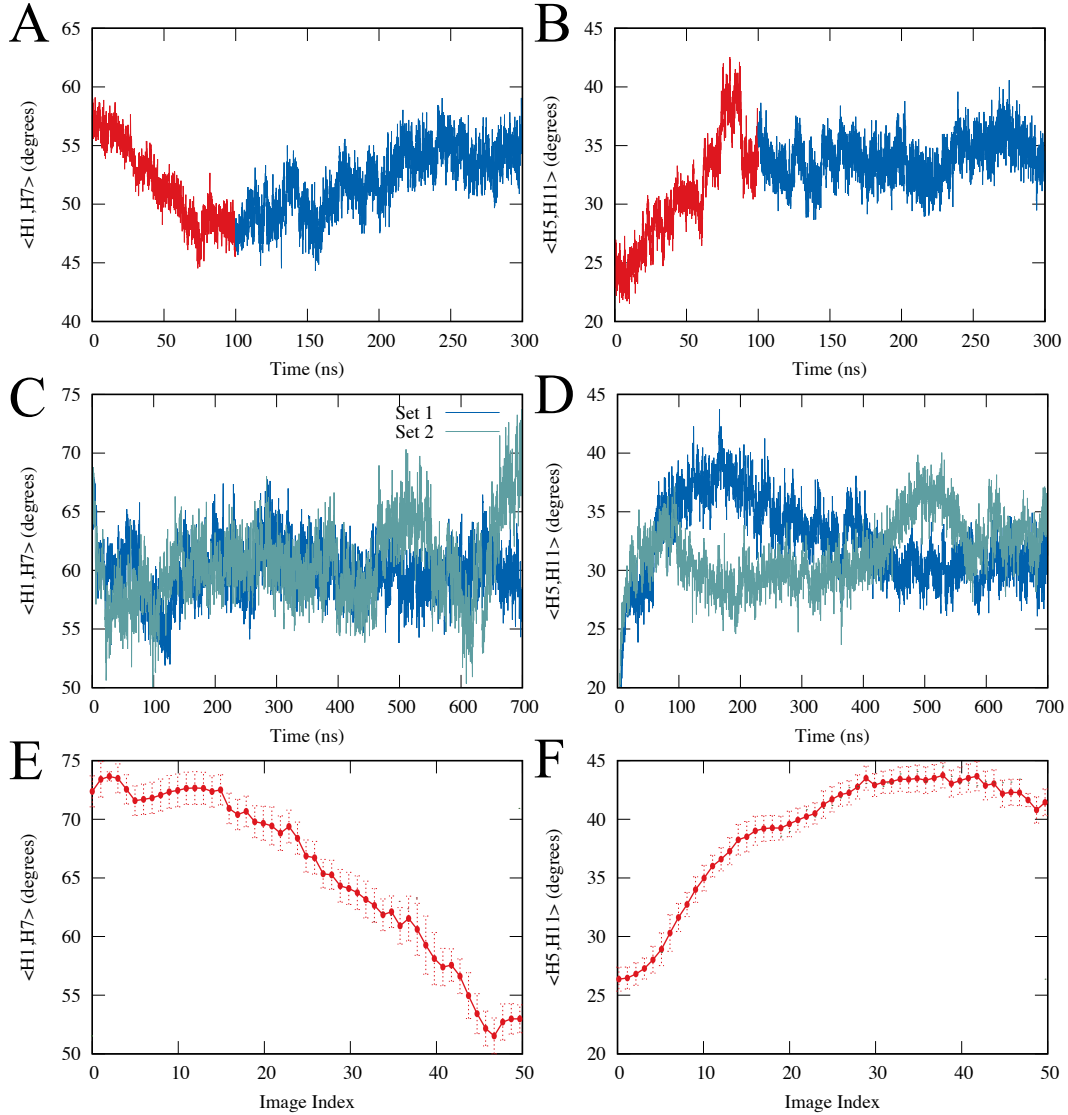 A
<H1,H7> (degrees)
65
60
55
50
45
40
0 50 100 150 200 250 300
Time (ns)
B
<H5,H11> (degrees)
45
40
35
30
25
20
0 50 100 150 200 250 300
Time (ns)
C
<H1,H7> (degrees)
75
70
65
60
55
50
Set 1
Set 2
0 100 200 300 400 500 600 700
Time (ns)
D
<H5,H11> (degrees)
45
40
35
30
25
20
0 100 200 300 400 500 600 700
Time (ns)
E
<H1,H7> (degrees)
75
70
65
60
55
50
0 10 20 30 40 50
Image Index
F
<H5,H11> (degrees)
45
40
35
30
25
20
0 10 20 30 40 50
Image Index